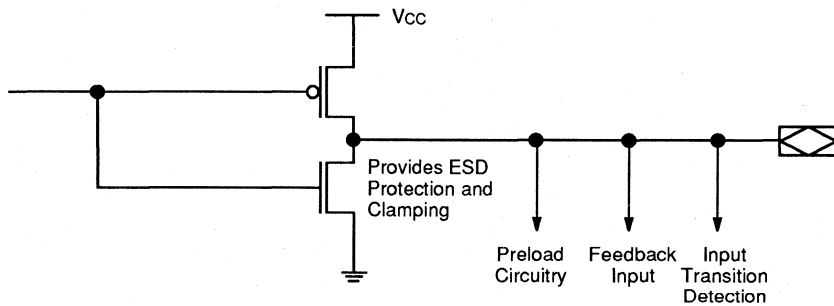 Vcc
Provides ESD
Protection and
Clamping
Preload
Circuitry
Feedback
Input
Input
Transition
Detection